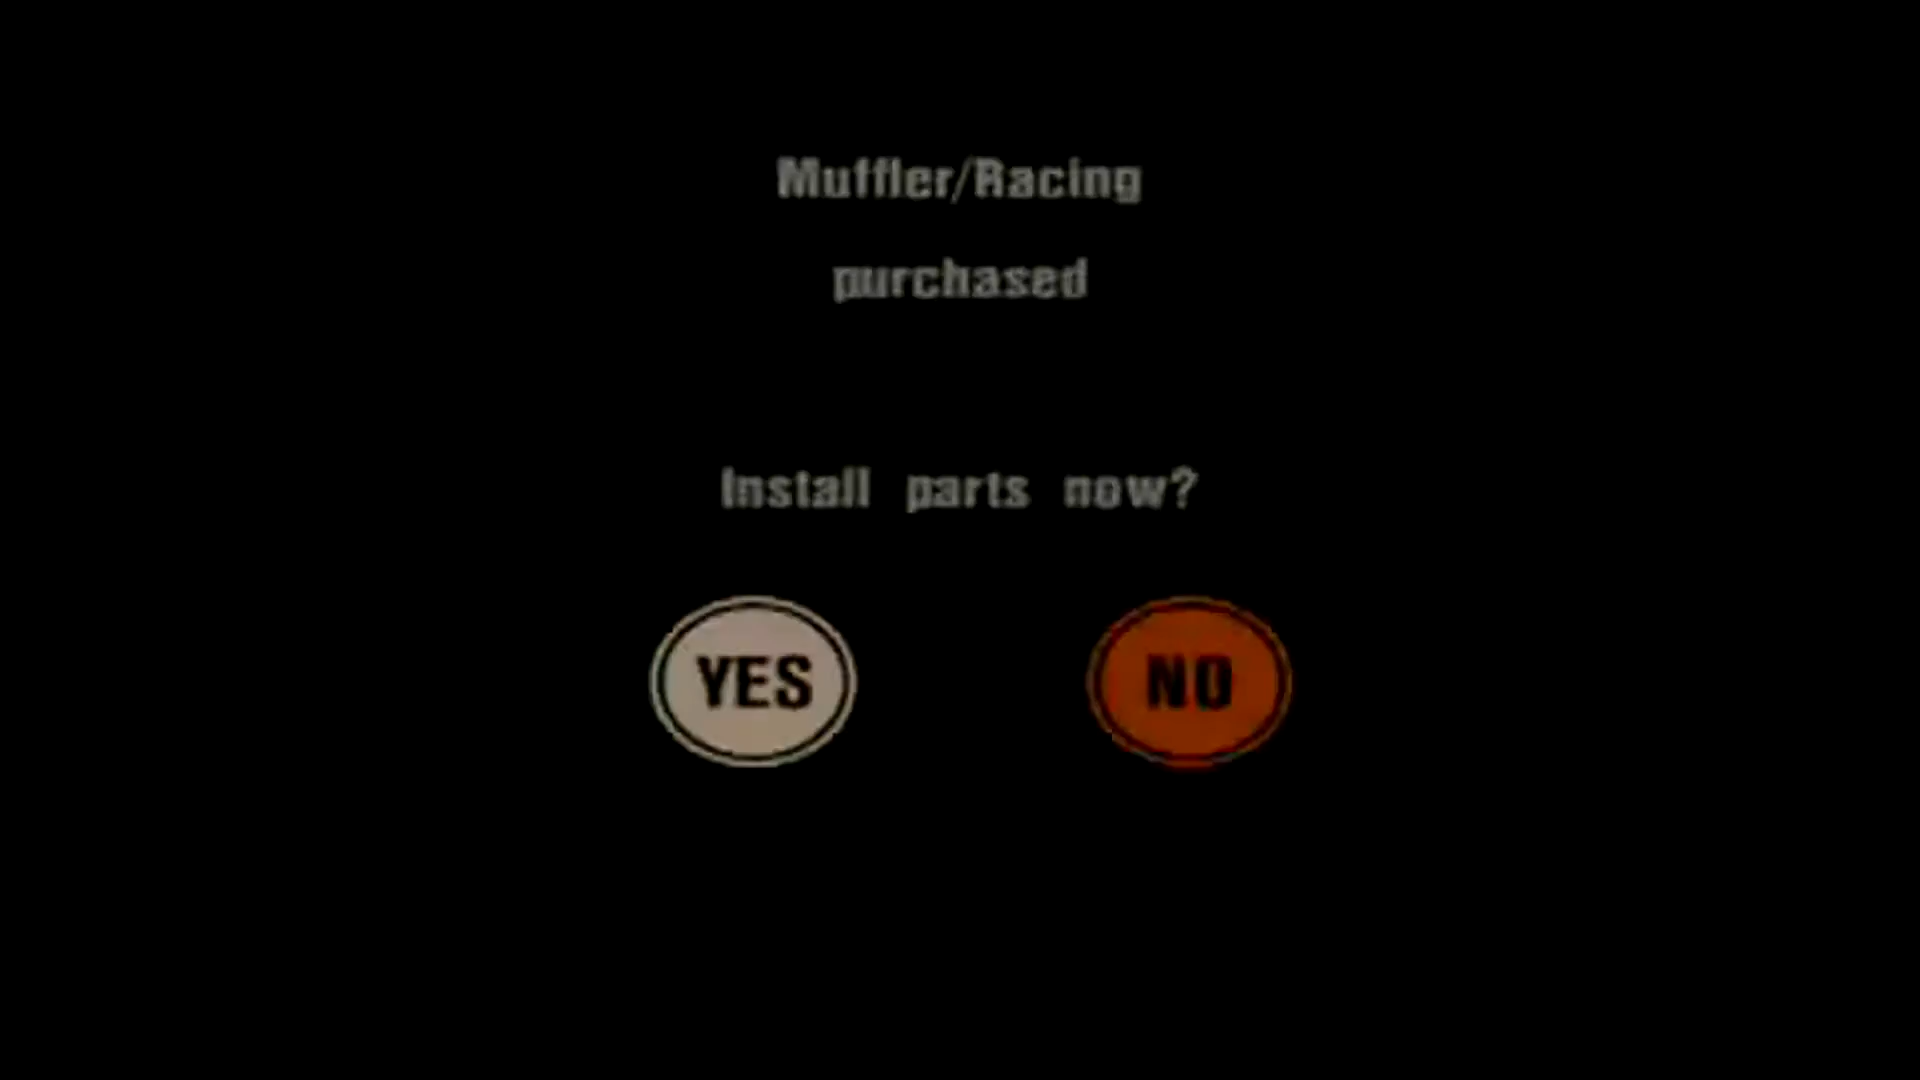 Muffler/Racing
purchased
Install parts now?
YES NO